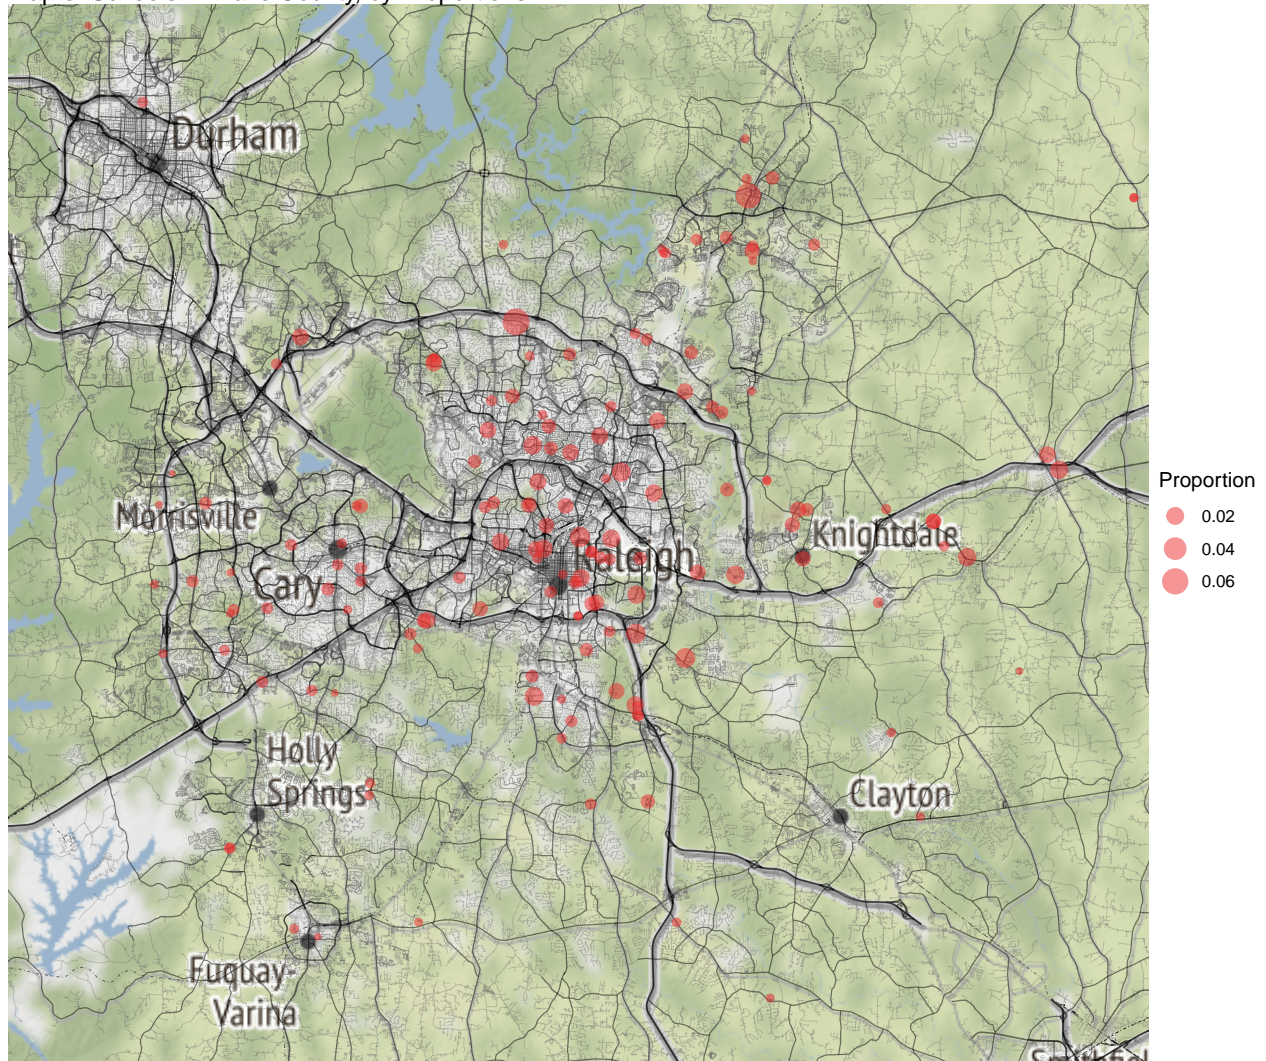 Durham
Morrisville
Cary
Raleigh
Knightdale
Holly
Springs
Clayton
Fuquay-
Varina
Proportion
0.02
0.04
0.06